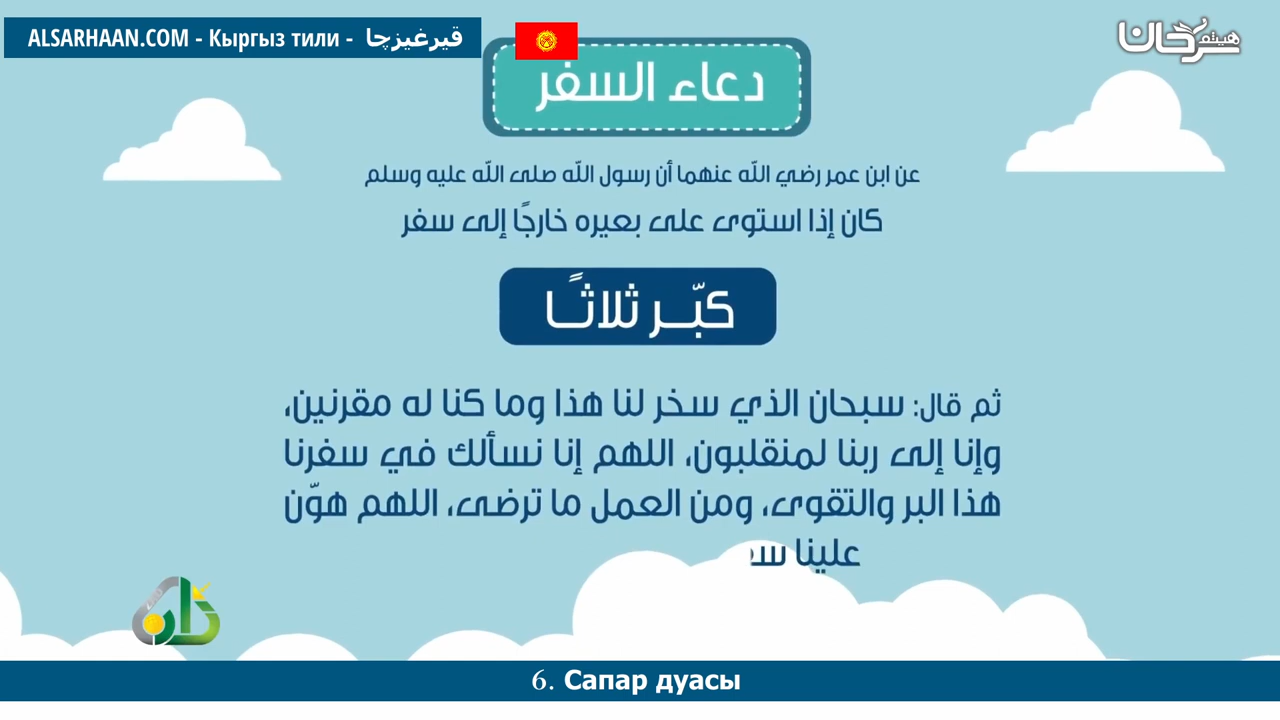 ALSARHAAN.COM - Кыргыз тили - قيرغيزچا
هيثم سرحان
دعاء السفر
عن ابن عمر رضي الله عنهما أن رسول الله صلى الله عليه وسلم
كان إذا استوى على بعيره خارجًا إلى سفر
كبّر ثلاثًا
ثم قال: سبحان الذي سخر لنا هذا وما كنا له مقرنين،
وإنا إلى ربنا لمنقلبون، اللهم إنا نسألك في سفرنا
هذا البر والتقوى، ومن العمل ما ترضى، اللهم هوّن
علينا
6. Сапар дуасы